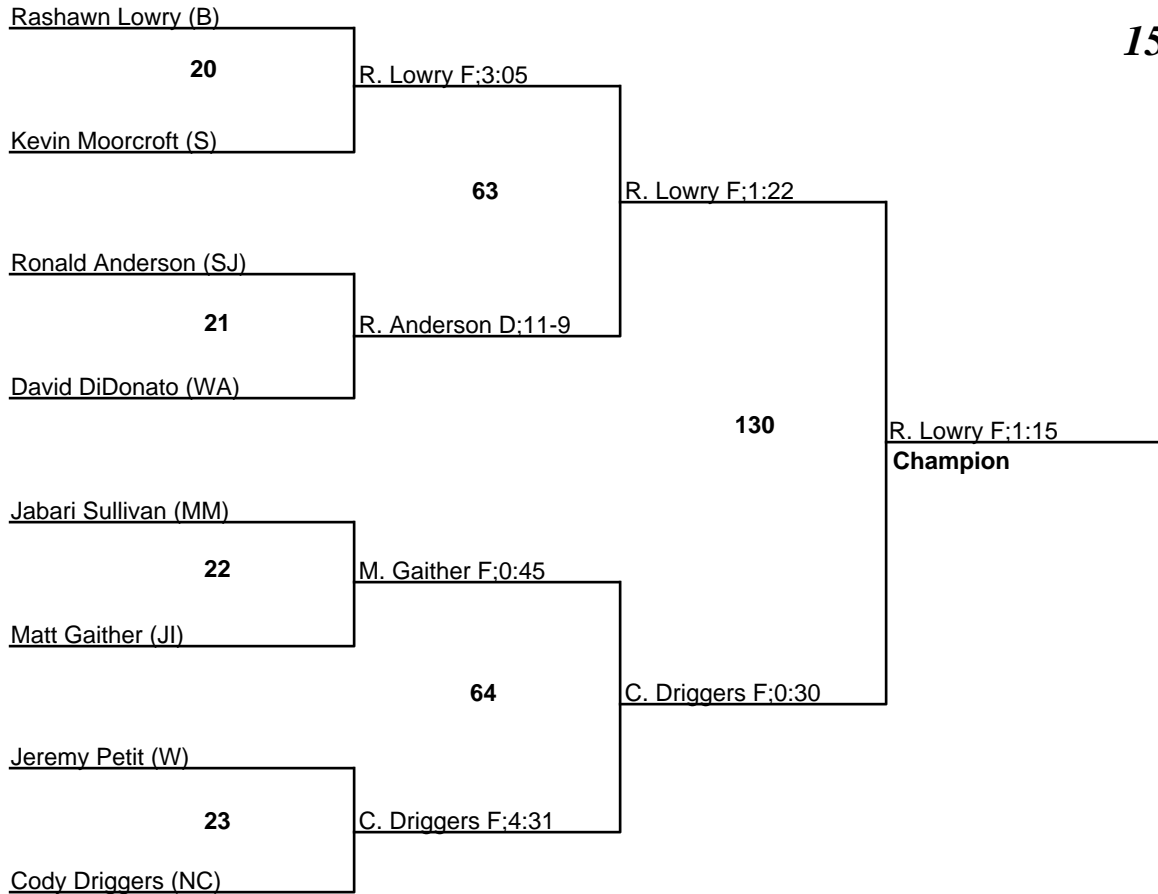 Rashawn Lowry (B)
15
20
R. Lowry F;3:05
Kevin Moorcroft (S)
63
R. Lowry F;1:22
Ronald Anderson (SJ)
21
R. Anderson D;11-9
David DiDonato (WA)
130
R. Lowry F;1:15
Champion
Jabari Sullivan (MM)
22
M. Gaither F;0:45
Matt Gaither (JI)
64
C. Driggers F;0:30
Jeremy Petit (W)
23
C. Driggers F;4:31
Cody Driggers (NC)